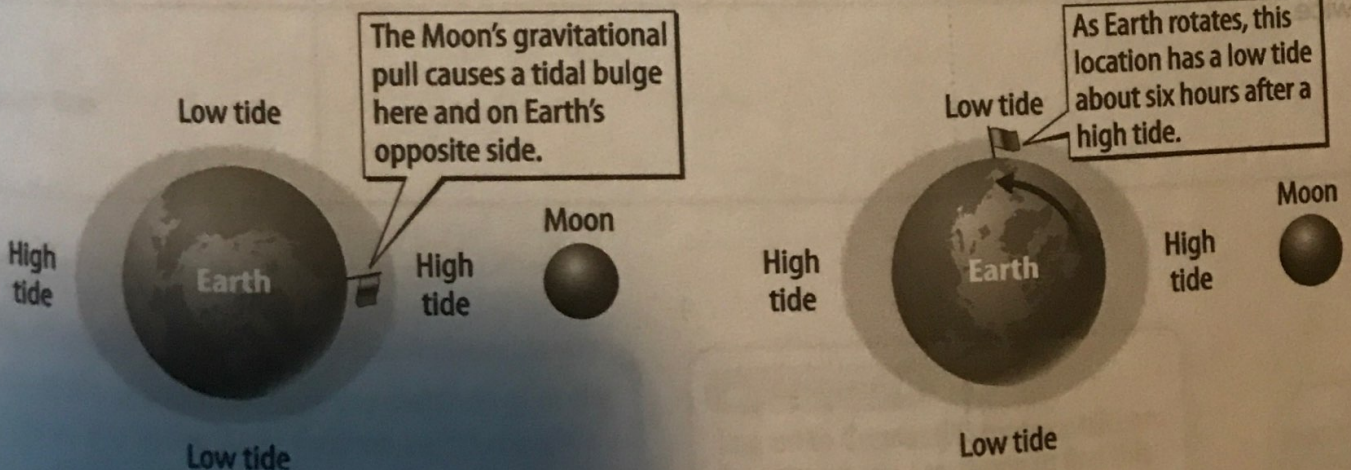 The Moon's gravitational
pull causes a tidal bulge
here and on Earth's
opposite side.
Low tide
High
tide
Earth
High
tide
Moon
Low tide
As Earth rotates, this
location has a low tide
about six hours after a
high tide.
Low tide
High
tide
Earth
High
tide
Moon
Low tide